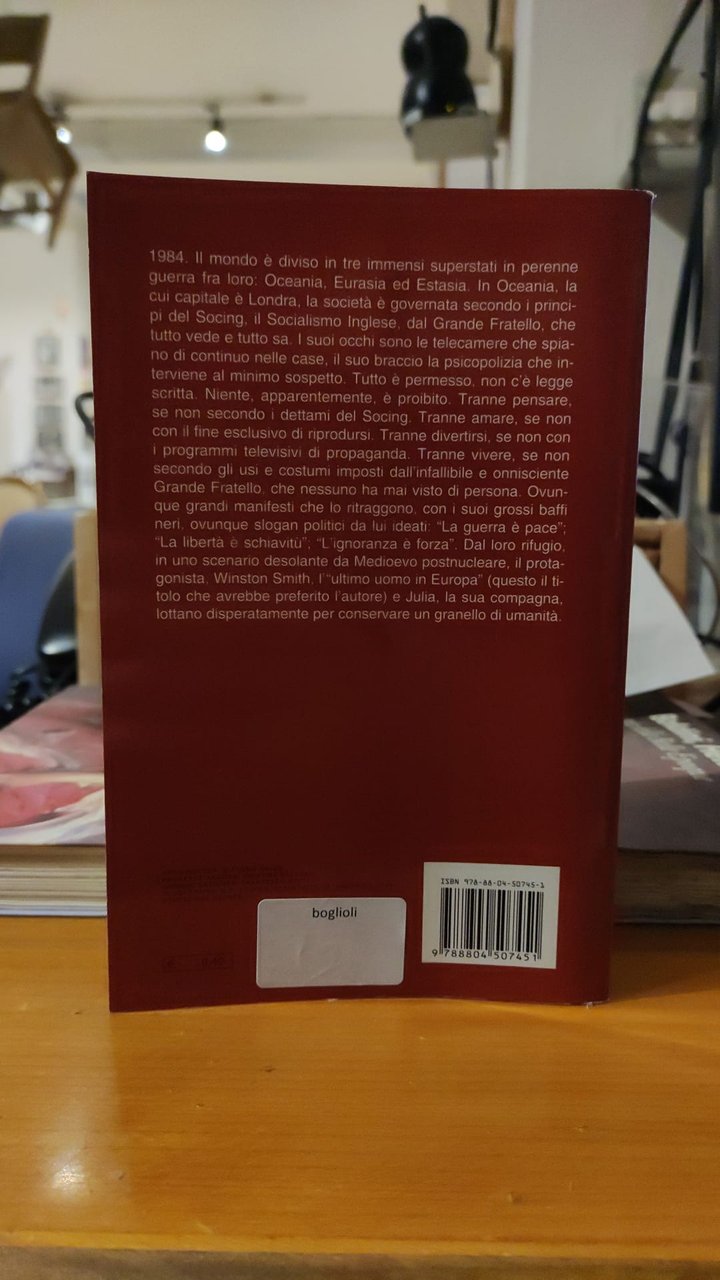 1984. Il mondo è diviso in tre immensi superstati in perenne
guerra fra loro: Oceania, Eurasia ed Estasia. In Oceania, la
cui capitale è Londra, la società è governata secondo i princi-
pi del Socing, il Socialismo Inglese, dal Grande Fratello, che
tutto vede e tutto sa. I suoi occhi sono le telecamere che spia-
no di continuo nelle case, il suo braccio la psicopolizia che in-
terviene al minimo sospetto. Tutto è permesso, non c'è legge
scritta. Niente, apparentemente, è proibito. Tranne pensare,
se non secondo i dettami del Socing. Tranne amare, se non
con il fine esclusivo di riprodursi. Tranne divertirsi, se non con
i programmi televisivi di propaganda. Tranne vivere, se non
secondo gli usi e costumi imposti dall'infallibile e onnisciente
Grande Fratello, che nessuno ha mai visto di persona. Ovun-
que grandi manifesti che lo ritraggono, con i suoi grossi baffi
neri, ovunque slogan politici da lui ideati: “La guerra è pace”;
“La libertà è schiavitù”; “L'ignoranza è forza”. Dal loro rifugio,
in uno scenario desolante da Medioevo postnucleare, il prota-
gonista, Winston Smith, l'“ultimo uomo in Europa” (questo il ti-
tolo che avrebbe preferito l'autore) e Julia, la sua compagna,
lottano disperatamente per conservare un granello di umanità.
ISBN 978-88-04-50745-1
boglioli
9 788804 507451